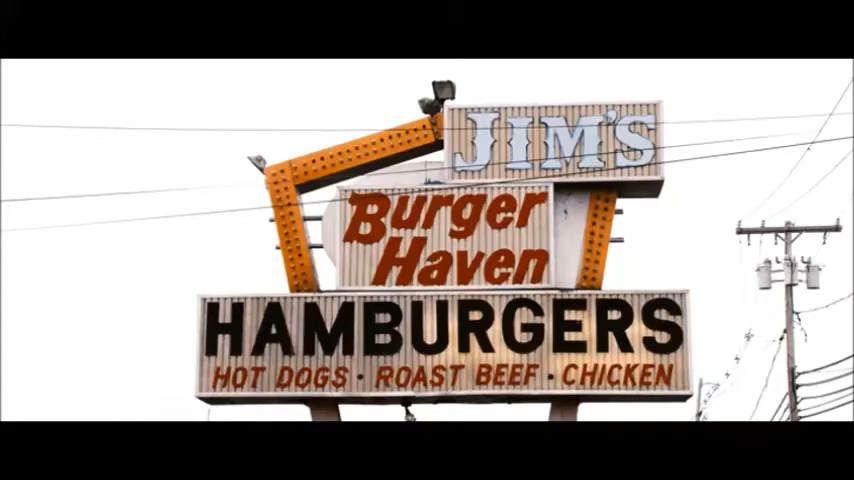 JIM'S
Burger
Haven
HAMBURGERS
HOT DOGS · ROAST BEEF · CHICKEN